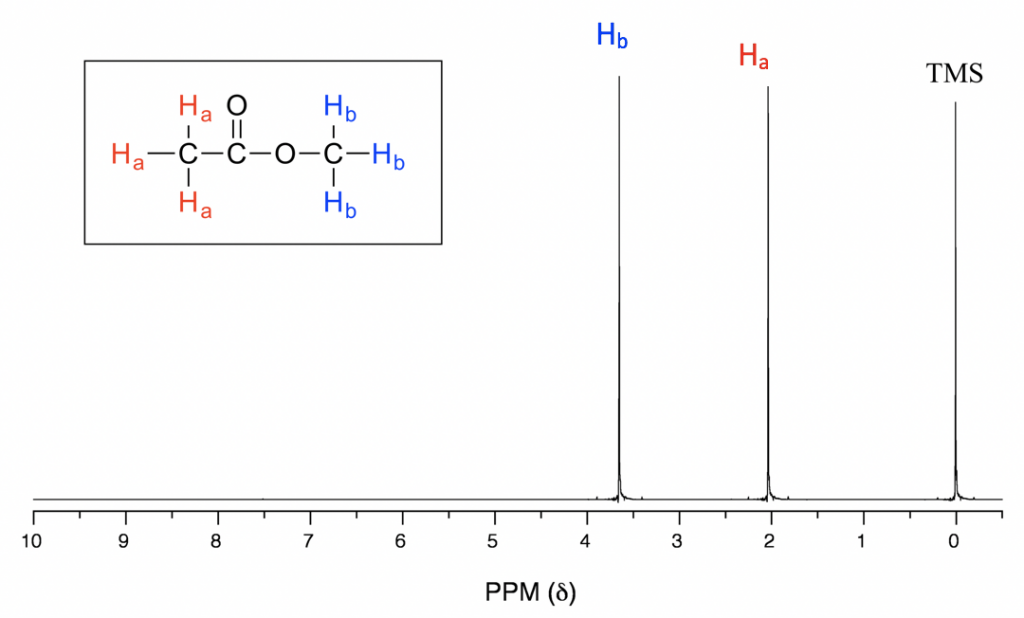 Hb
Ha
TMS
Ha O Hb
Ha–C–C–O–C–Hb
Ha Hb
10 9 8 7 6 5 4 3 2 1 0
PPM (δ)